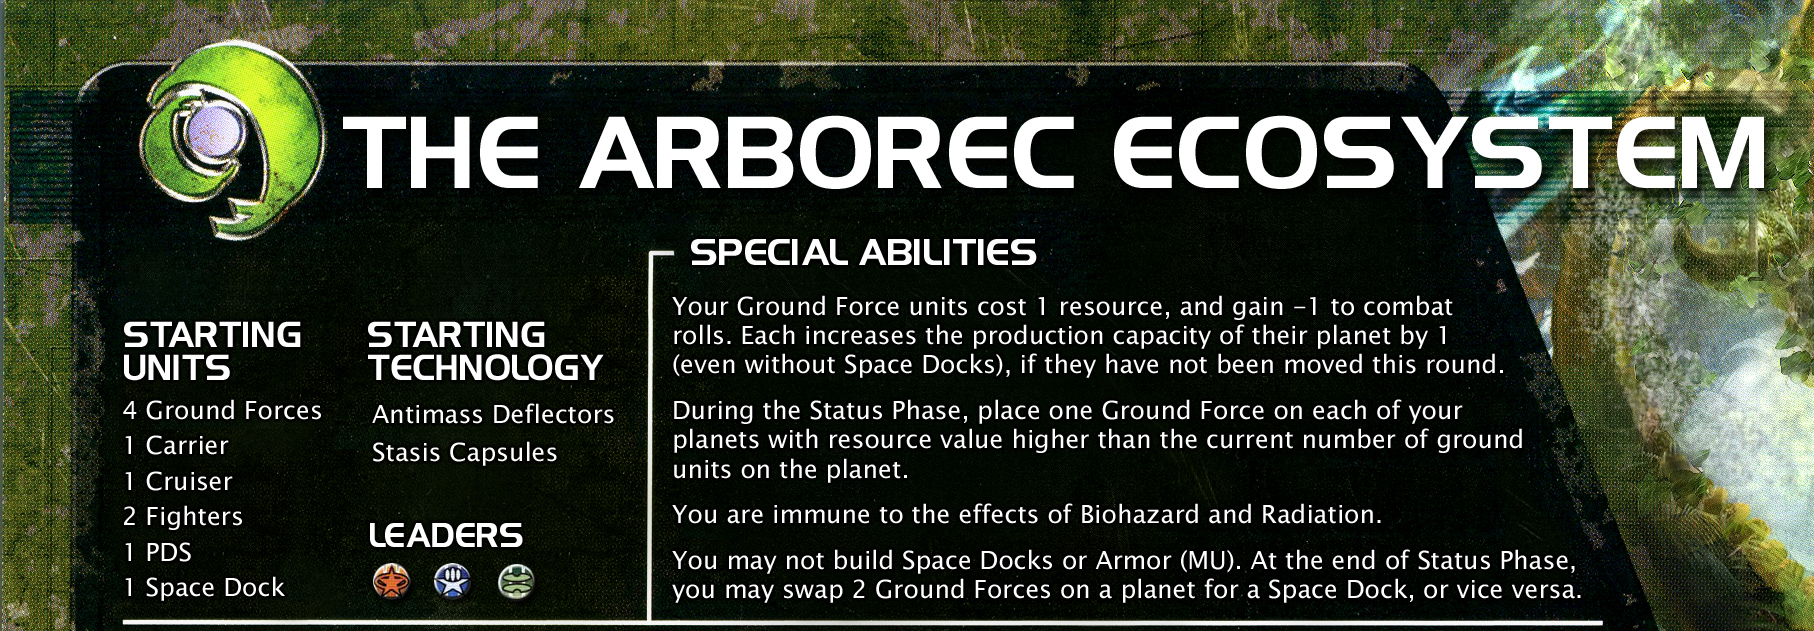 THE ARBOREC ECOSYSTEM
STARTING
UNITS
4 Ground Forces
1 Carrier
1 Cruiser
2 Fighters
1 PDS
1 Space Dock
STARTING
TECHNOLOGY
Antimass Deflectors
Stasis Capsules
LEADERS
SPECIAL ABILITIES
Your Ground Force units cost 1 resource, and gain –1 to combat
rolls. Each increases the production capacity of their planet by 1
(even without Space Docks), if they have not been moved this round.
During the Status Phase, place one Ground Force on each of your
planets with resource value higher than the current number of ground
units on the planet.
You are immune to the effects of Biohazard and Radiation.
You may not build Space Docks or Armor (MU). At the end of Status Phase,
you may swap 2 Ground Forces on a planet for a Space Dock, or vice versa.